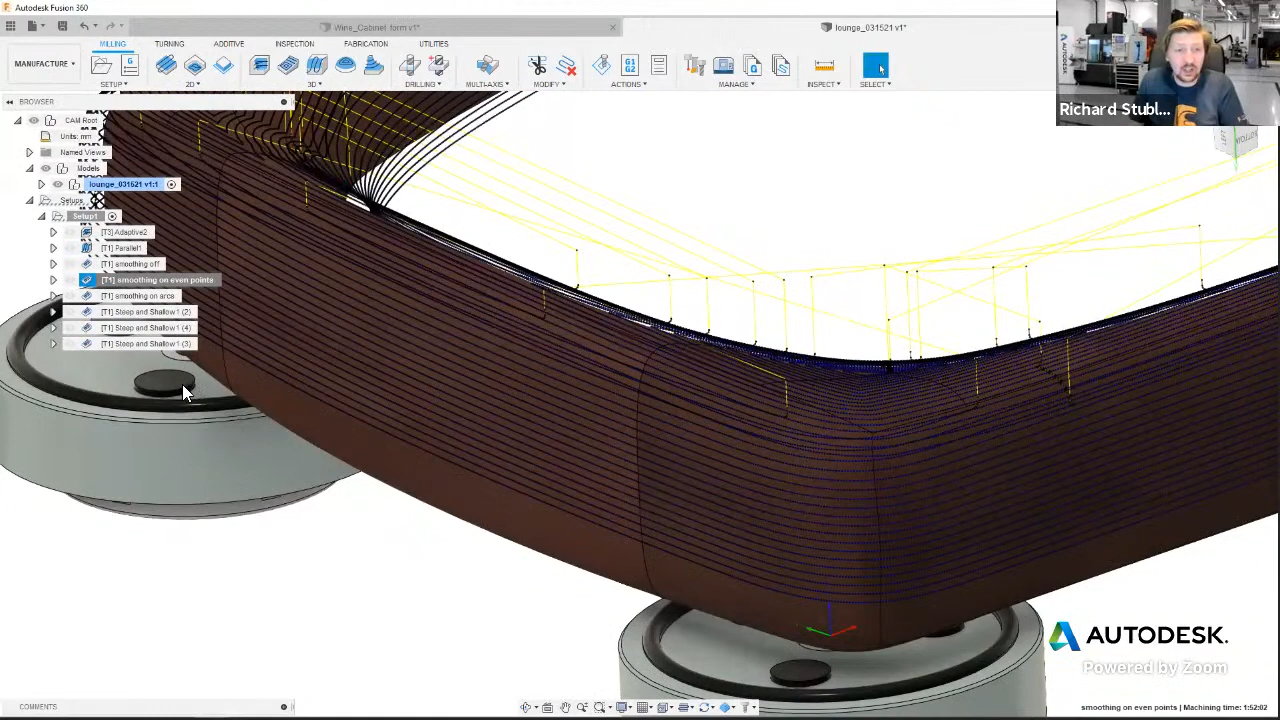 Autodesk Fusion 360
Wine_Cabinet form v1*
lounge_031521 v1*
MILLING TURNING ADDITIVE INSPECTION FABRICATION UTILITIES
MANUFACTURE
SETUP 2D 3D DRILLING MULTI-AXIS MODIFY ACTIONS MANAGE INSPECT SELECT
G1
G2
Richard Stubl...
BROWSER
CAM Root
Units: mm
Named Views
Models
lounge_031521 v1:1
Setups
Setup1
[T3] Adaptive2
[T1] Parallel1
[T1] smoothing off
[T1] smoothing on even points
[T1] smoothing on arcs
[T1] Steep and Shallow1 (2)
[T1] Steep and Shallow1 (4)
[T1] Steep and Shallow1 (3)
AUTODESK.
Powered by Zoom
COMMENTS
smoothing on even points | Machining time: 1:52:02